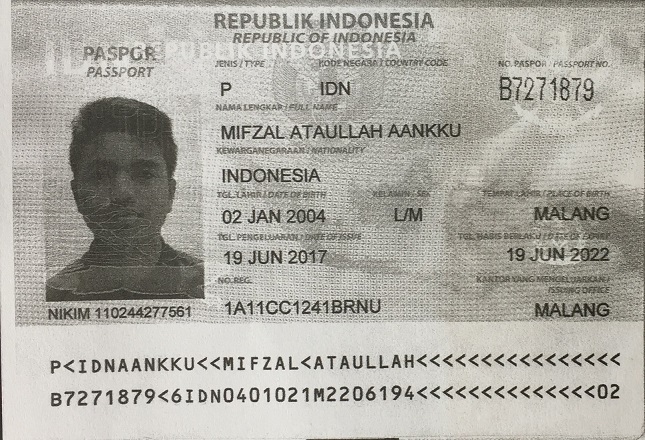 REPUBLIK INDONESIA
REPUBLIC OF INDONESIA
REPUBLIK INDONESIA
PASPOR
PASSPORT
JENIS / TYPE KODE NEGARA / COUNTRY CODE NO. PASPOR / PASSPORT NO.
P IDN B7271879
NAMA LENGKAP / FULL NAME
MIFZAL ATAULLAH AANKKU
KEWARGANEGARAAN / NATIONALITY
INDONESIA
TGL. LAHIR / DATE OF BIRTH KELAMIN / SEX TEMPAT LAHIR / PLACE OF BIRTH
02 JAN 2004 L/M MALANG
TGL. PENGELUARAN / DATE OF ISSUE TGL. HABIS BERLAKU / DATE OF EXPIRY
19 JUN 2017 19 JUN 2022
NO. REG. KANTOR YANG MENGELUARKAN /
ISSUING OFFICE
NIKIM 110244277561 1A11CC1241BRNU MALANG
P<IDNAANKKU<<MIFZAL<ATAULLAH<<<<<<<<<<<<<<<<
B7271879<6IDN0401021M2206194<<<<<<<<<<<<<<02